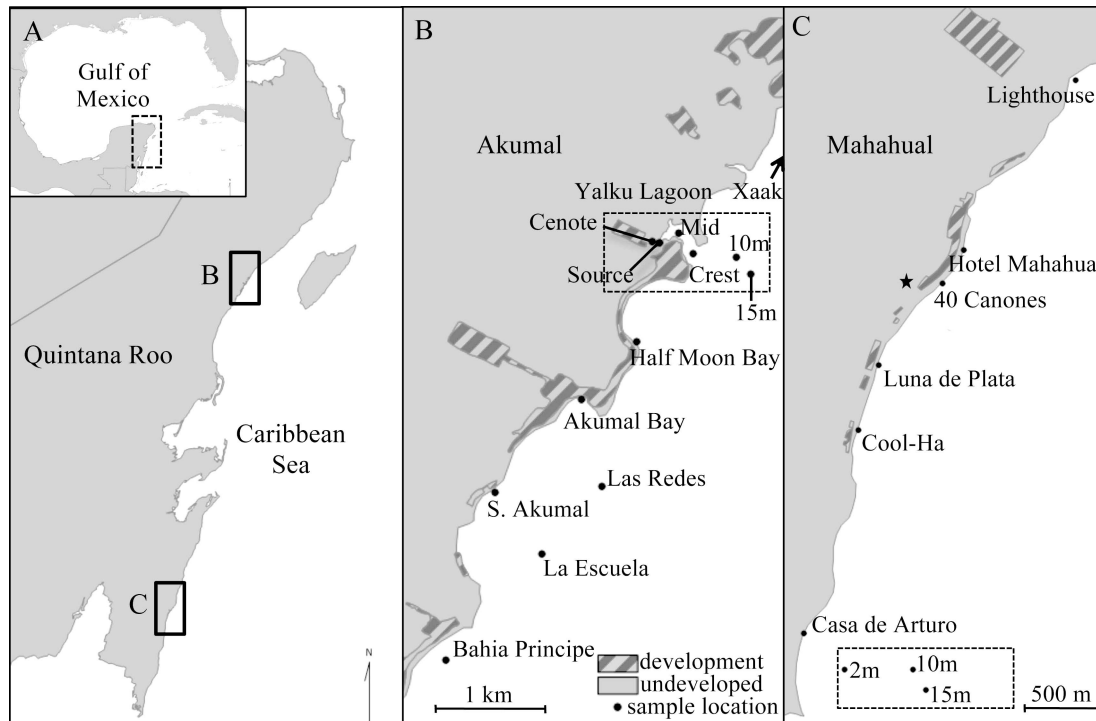 A
Gulf of
Mexico
B
Quintana Roo
Caribbean
Sea
C
N
B
Akumal
Yalku Lagoon
Xaak
Cenote
Mid
10m
Source
Crest
15m
Half Moon Bay
Akumal Bay
Las Redes
S. Akumal
La Escuela
Bahia Principe
development
undeveloped
sample location
1 km
C
Lighthouse
Mahahual
Hotel Mahahua
40 Canones
Luna de Plata
Cool-Ha
Casa de Arturo
2m
10m
15m
500 m